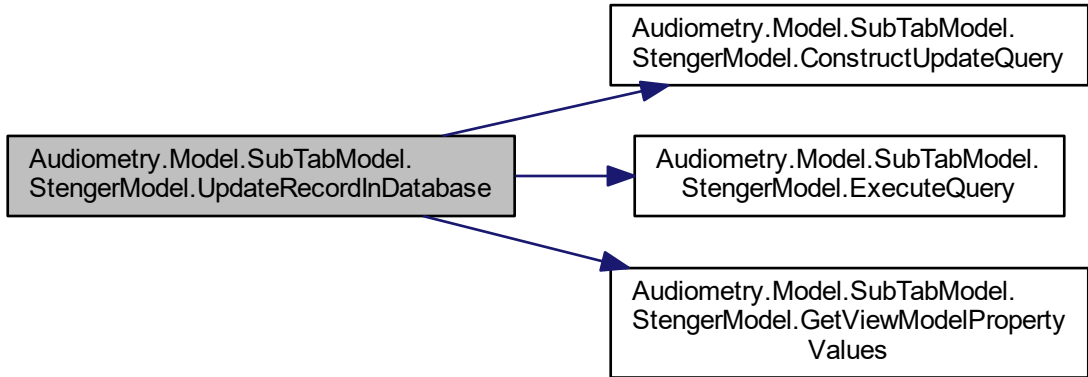 Audiometry.Model.SubTabModel.
StengerModel.ConstructUpdateQuery
Audiometry.Model.SubTabModel.
StengerModel.UpdateRecordInDatabase
Audiometry.Model.SubTabModel.
StengerModel.ExecuteQuery
Audiometry.Model.SubTabModel.
StengerModel.GetViewModelProperty
Values